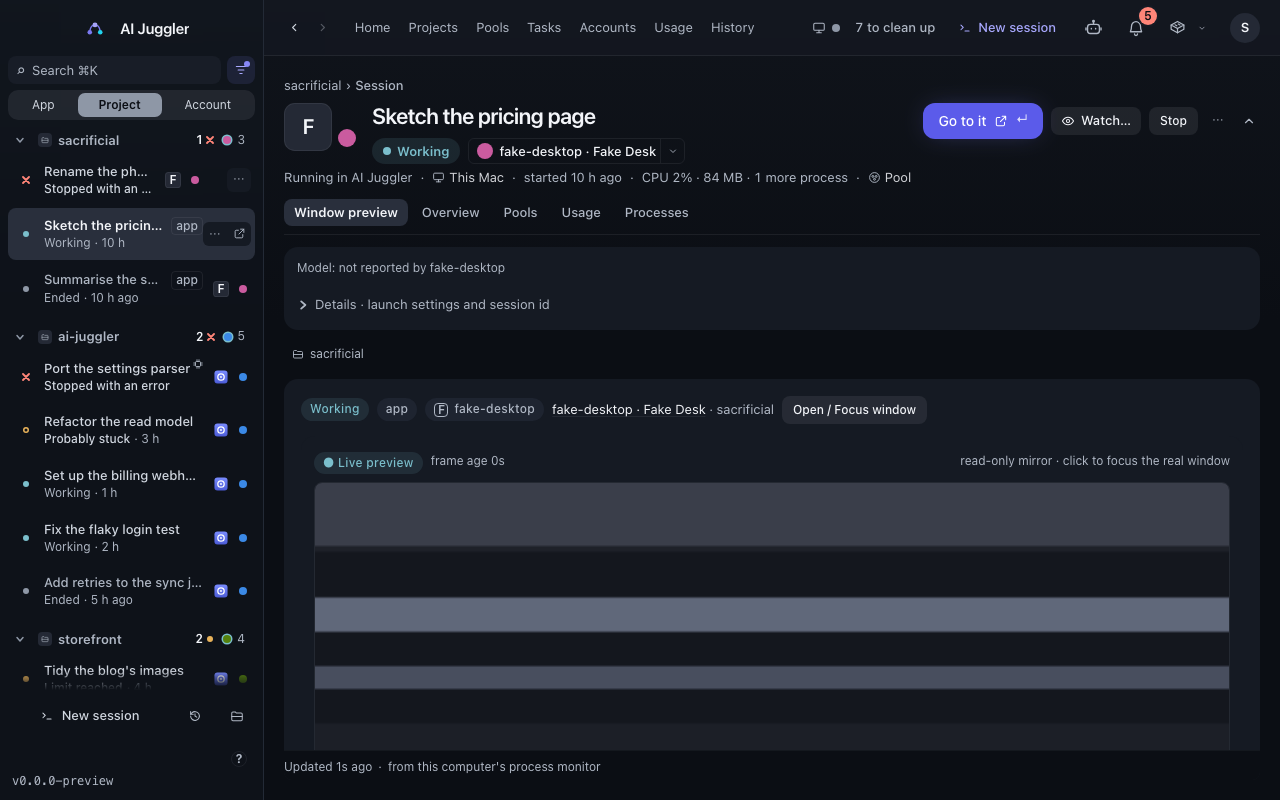 AI Juggler
Search ⌘K
App Project Account
sacrificial 1 3
Rename the ph...
Stopped with an ...
F
Sketch the pricin... app
Working · 10 h
Summarise the s... app
Ended · 10 h ago
F
ai-juggler 2 5
Port the settings parser
Stopped with an error
Refactor the read model
Probably stuck · 3 h
Set up the billing webh...
Working · 1 h
Fix the flaky login test
Working · 2 h
Add retries to the sync j...
Ended · 5 h ago
storefront 2 4
Tidy the blog's images
Limit reached · 4 h
New session
?
v0.0.0-preview
Home Projects Pools Tasks Accounts Usage History
7 to clean up
New session
5
S
sacrificial › Session
F
Sketch the pricing page
Working
fake-desktop · Fake Desk
Go to it
Watch...
Stop
Running in AI Juggler · This Mac · started 10 h ago · CPU 2% · 84 MB · 1 more process · Pool
Window preview Overview Pools Usage Processes
Model: not reported by fake-desktop
Details · launch settings and session id
sacrificial
Working app F fake-desktop fake-desktop · Fake Desk · sacrificial Open / Focus window
Live preview frame age 0s
read-only mirror · click to focus the real window
Updated 1s ago · from this computer's process monitor